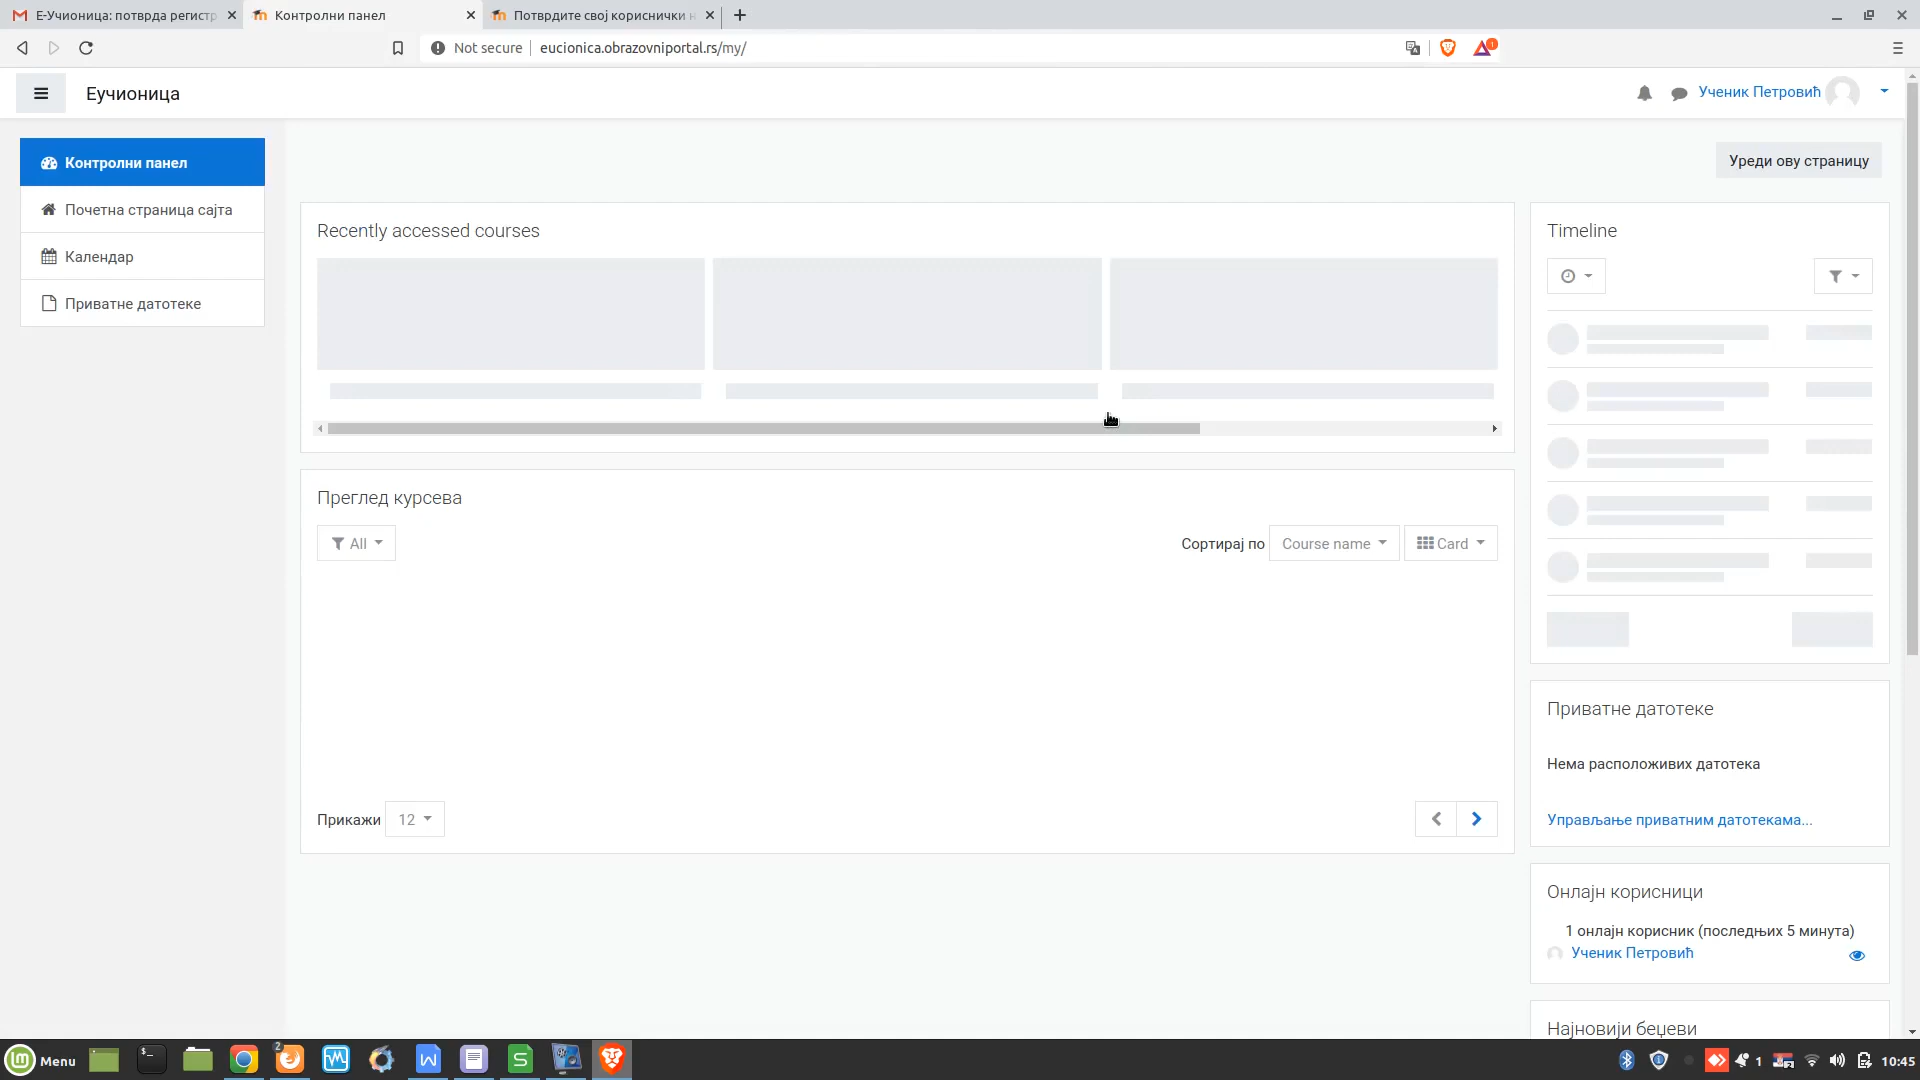 Е-Учионица: потврда регистр
Контролни панел
Потврдите свој кориснички н
Not secure
eucionica.obrazovniportal.rs/my/
1
Еучионица
Ученик Петровић
Контролни панел
Почетна страница сајта
Календар
Приватне датотеке
Уреди ову страницу
Recently accessed courses
Преглед курсева
All
Сортирај по
Course name
Card
Прикажи
12
Timeline
Приватне датотеке
Нема расположивих датотека
Управљање приватним датотекама...
Онлајн корисници
1 онлајн корисник (последњих 5 минута)
Ученик Петровић
Најновији беџеви
Menu
2
1
10:45